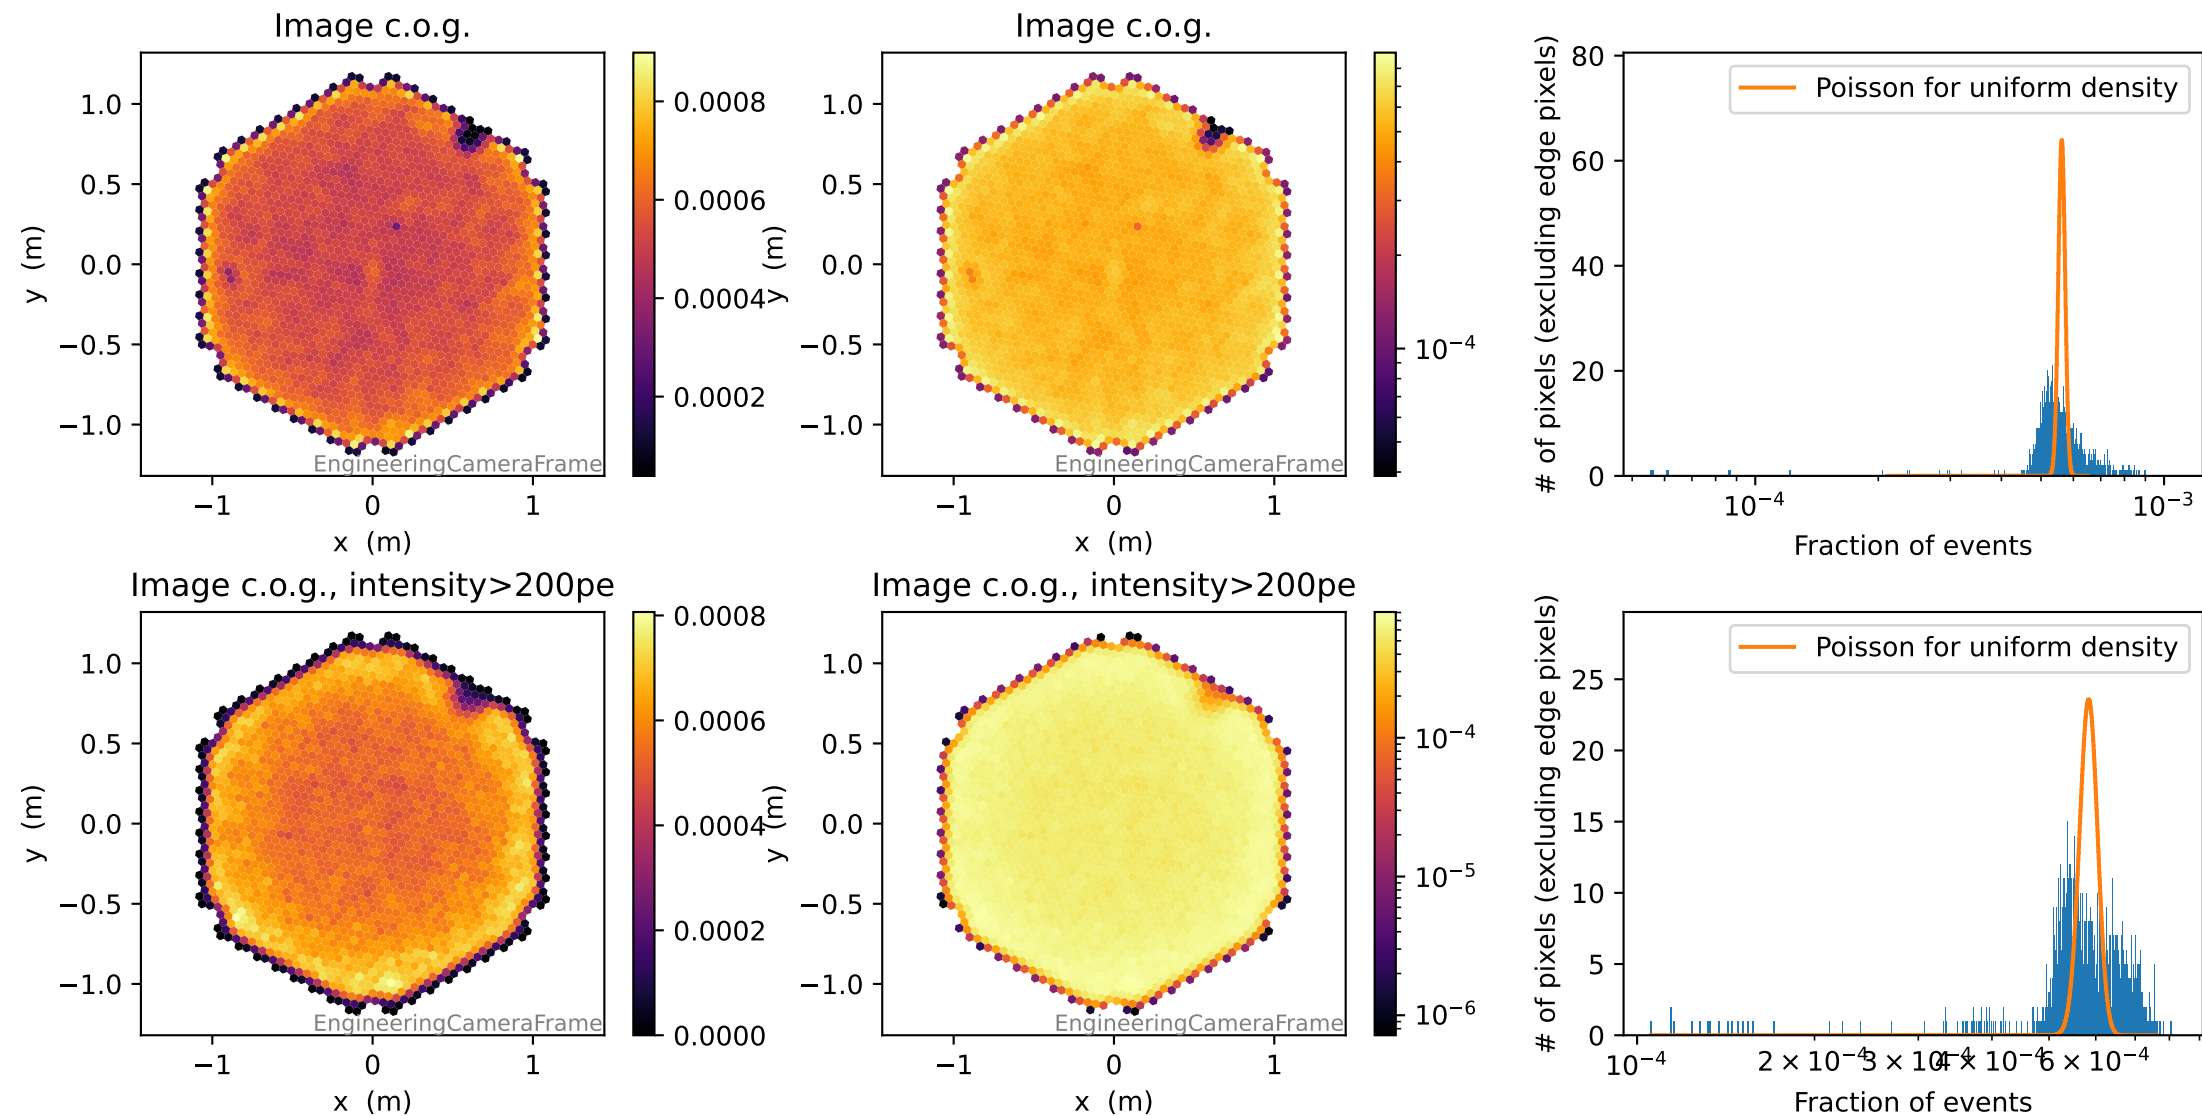 Image c.o.g.
1.0
0.5
0.0
−0.5
−1.0
y (m)
−1
0
1
x (m)
EngineeringCameraFrame
0.0008
0.0006
0.0004
0.0002
Image c.o.g.
1.0
0.5
0.0
−0.5
−1.0
y (m)
−1
0
1
x (m)
EngineeringCameraFrame
10⁻⁴
80
60
40
20
0
# of pixels (excluding edge pixels)
Poisson for uniform density
10⁻⁴
10⁻³
Fraction of events
Image c.o.g., intensity>200pe
1.0
0.5
0.0
−0.5
−1.0
y (m)
−1
0
1
x (m)
EngineeringCameraFrame
0.0008
0.0006
0.0004
0.0002
0.0000
Image c.o.g., intensity>200pe
1.0
0.5
0.0
−0.5
−1.0
y (m)
−1
0
1
x (m)
EngineeringCameraFrame
10⁻⁴
10⁻⁵
10⁻⁶
25
20
15
10
5
0
# of pixels (excluding edge pixels)
Poisson for uniform density
10⁻⁴
2 × 10⁻⁴
3 × 10⁻⁴
4 × 10⁻⁴
6 × 10⁻⁴
Fraction of events